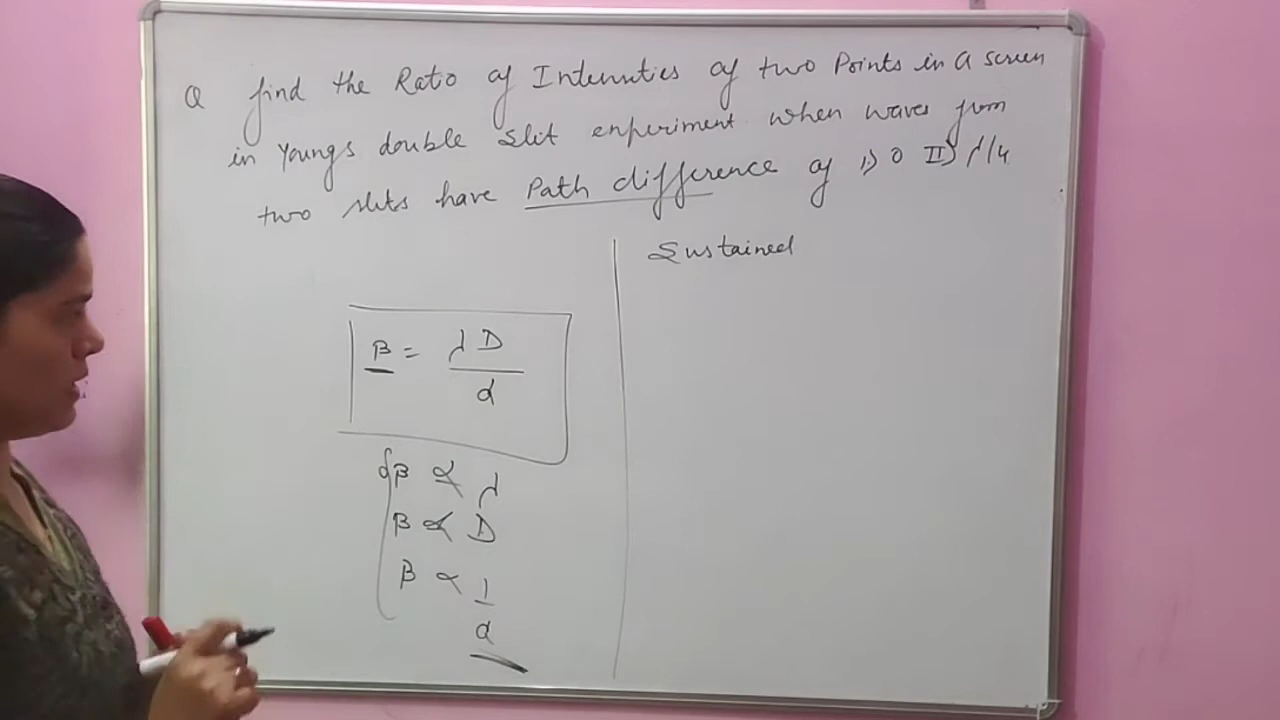 Q find the Ratio of Intensities of two Points in a screen
in Youngs double slit experiment when waves from
two slits have Path difference of i) 0 II) λ/4
Sustained
β = λ D
d
β ∝ λ
β ∝ D
β ∝ 1
d